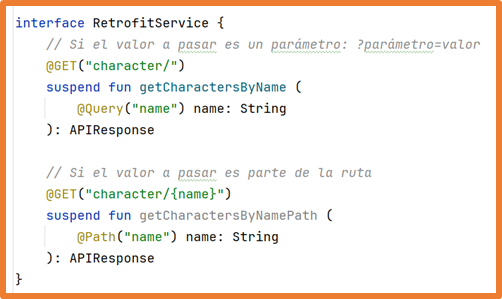 interface RetrofitService {
// Si el valor a pasar es un parámetro: ?parámetro=valor
@GET("character/")
suspend fun getCharactersByName (
@Query("name") name: String
): APIResponse
// Si el valor a pasar es parte de la ruta
@GET("character/{name}")
suspend fun getCharactersByNamePath (
@Path("name") name: String
): APIResponse
}